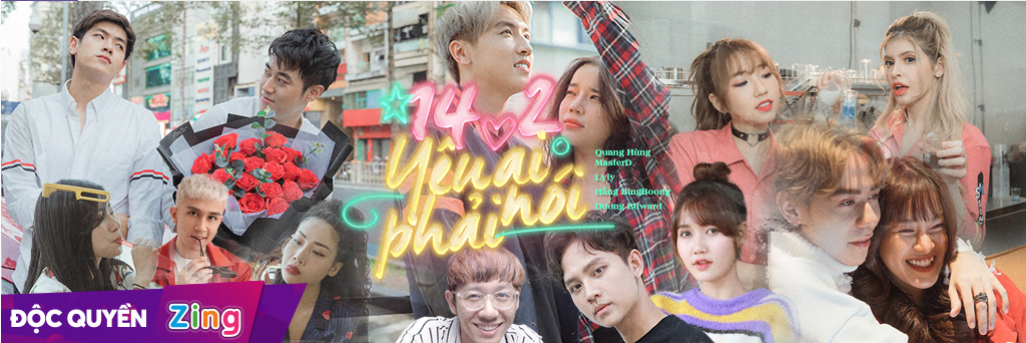 14 2
Yêu ai
phải nói
Quang Hùng
MasterD
Lyly
Hằng BingBoong
Dương Edward
ĐỘC QUYỀN Zing